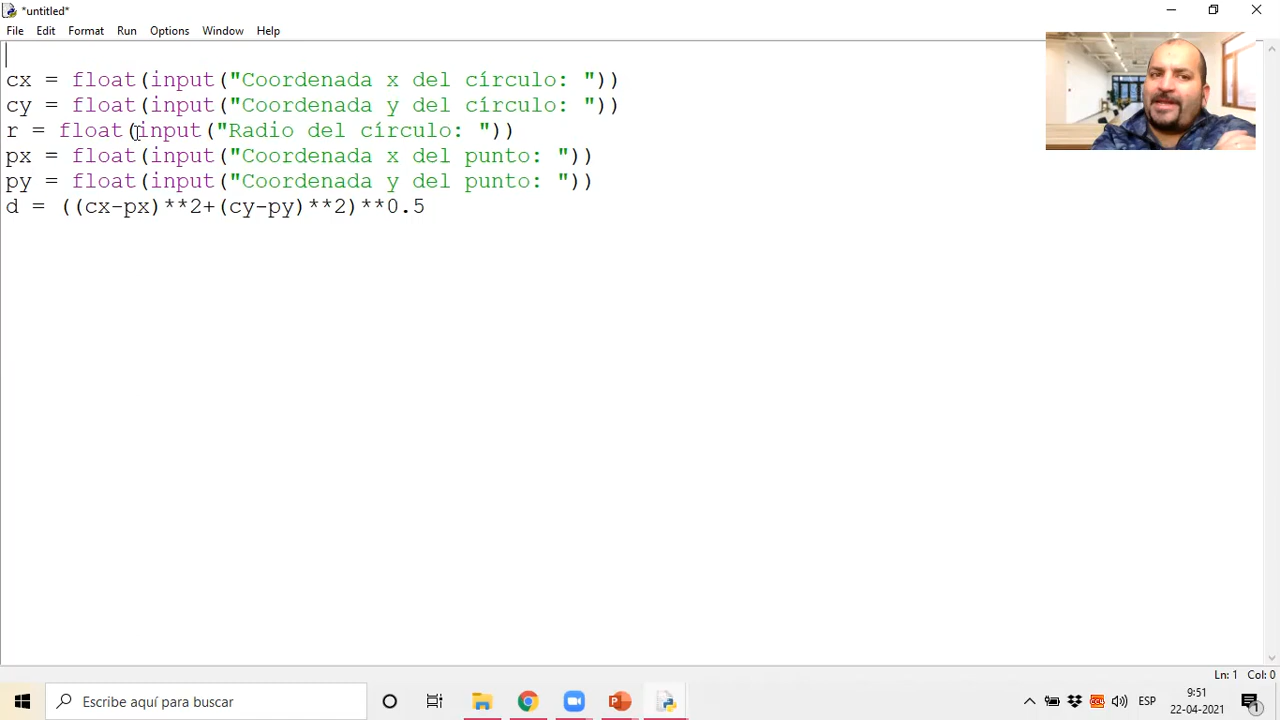 *untitled*
File Edit Format Run Options Window Help
cx = float(input("Coordenada x del círculo: "))
cy = float(input("Coordenada y del círculo: "))
r = float(input("Radio del círculo: "))
px = float(input("Coordenada x del punto: "))
py = float(input("Coordenada y del punto: "))
d = ((cx-px)**2+(cy-py)**2)**0.5
Ln: 1 Col: 0
Escribe aquí para buscar
ESP
9:51
22-04-2021
1